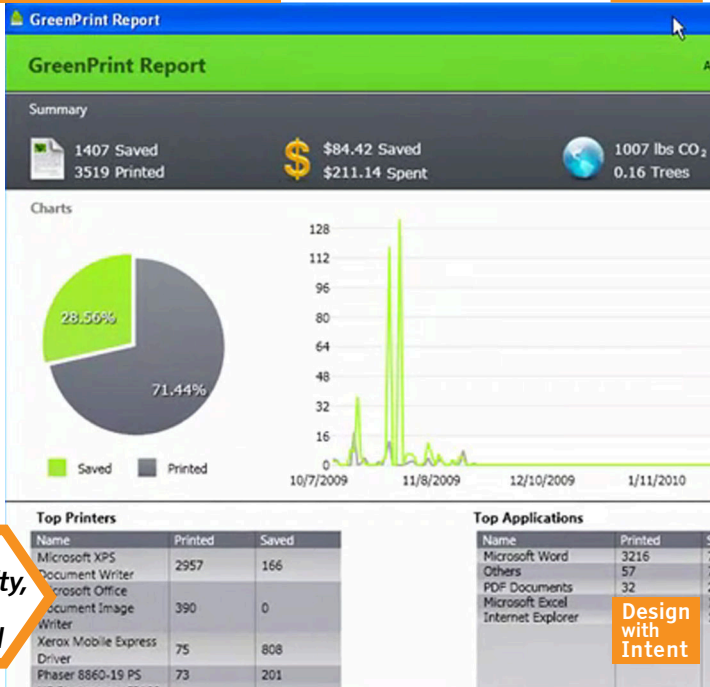 GreenPrint Report
GreenPrint Report
A
Summary
1407 Saved
3519 Printed
$84.42 Saved
$211.14 Spent
1007 lbs CO₂
0.16 Trees
Charts
28.56%
71.44%
Saved Printed
128
112
96
80
64
48
32
16
0
10/7/2009 11/8/2009 12/10/2009 1/11/2010
Top Printers
Name Printed Saved
Microsoft XPS
Document Writer
2957 166
Microsoft Office
Document Image
Writer
390 0
Xerox Mobile Express
Driver
75 808
Phaser 8860-19 PS 73 201
Top Applications
Name Printed S
Microsoft Word 3216
Others 57
PDF Documents 32
Microsoft Excel
Internet Explorer
ty,
Design
with
Intent